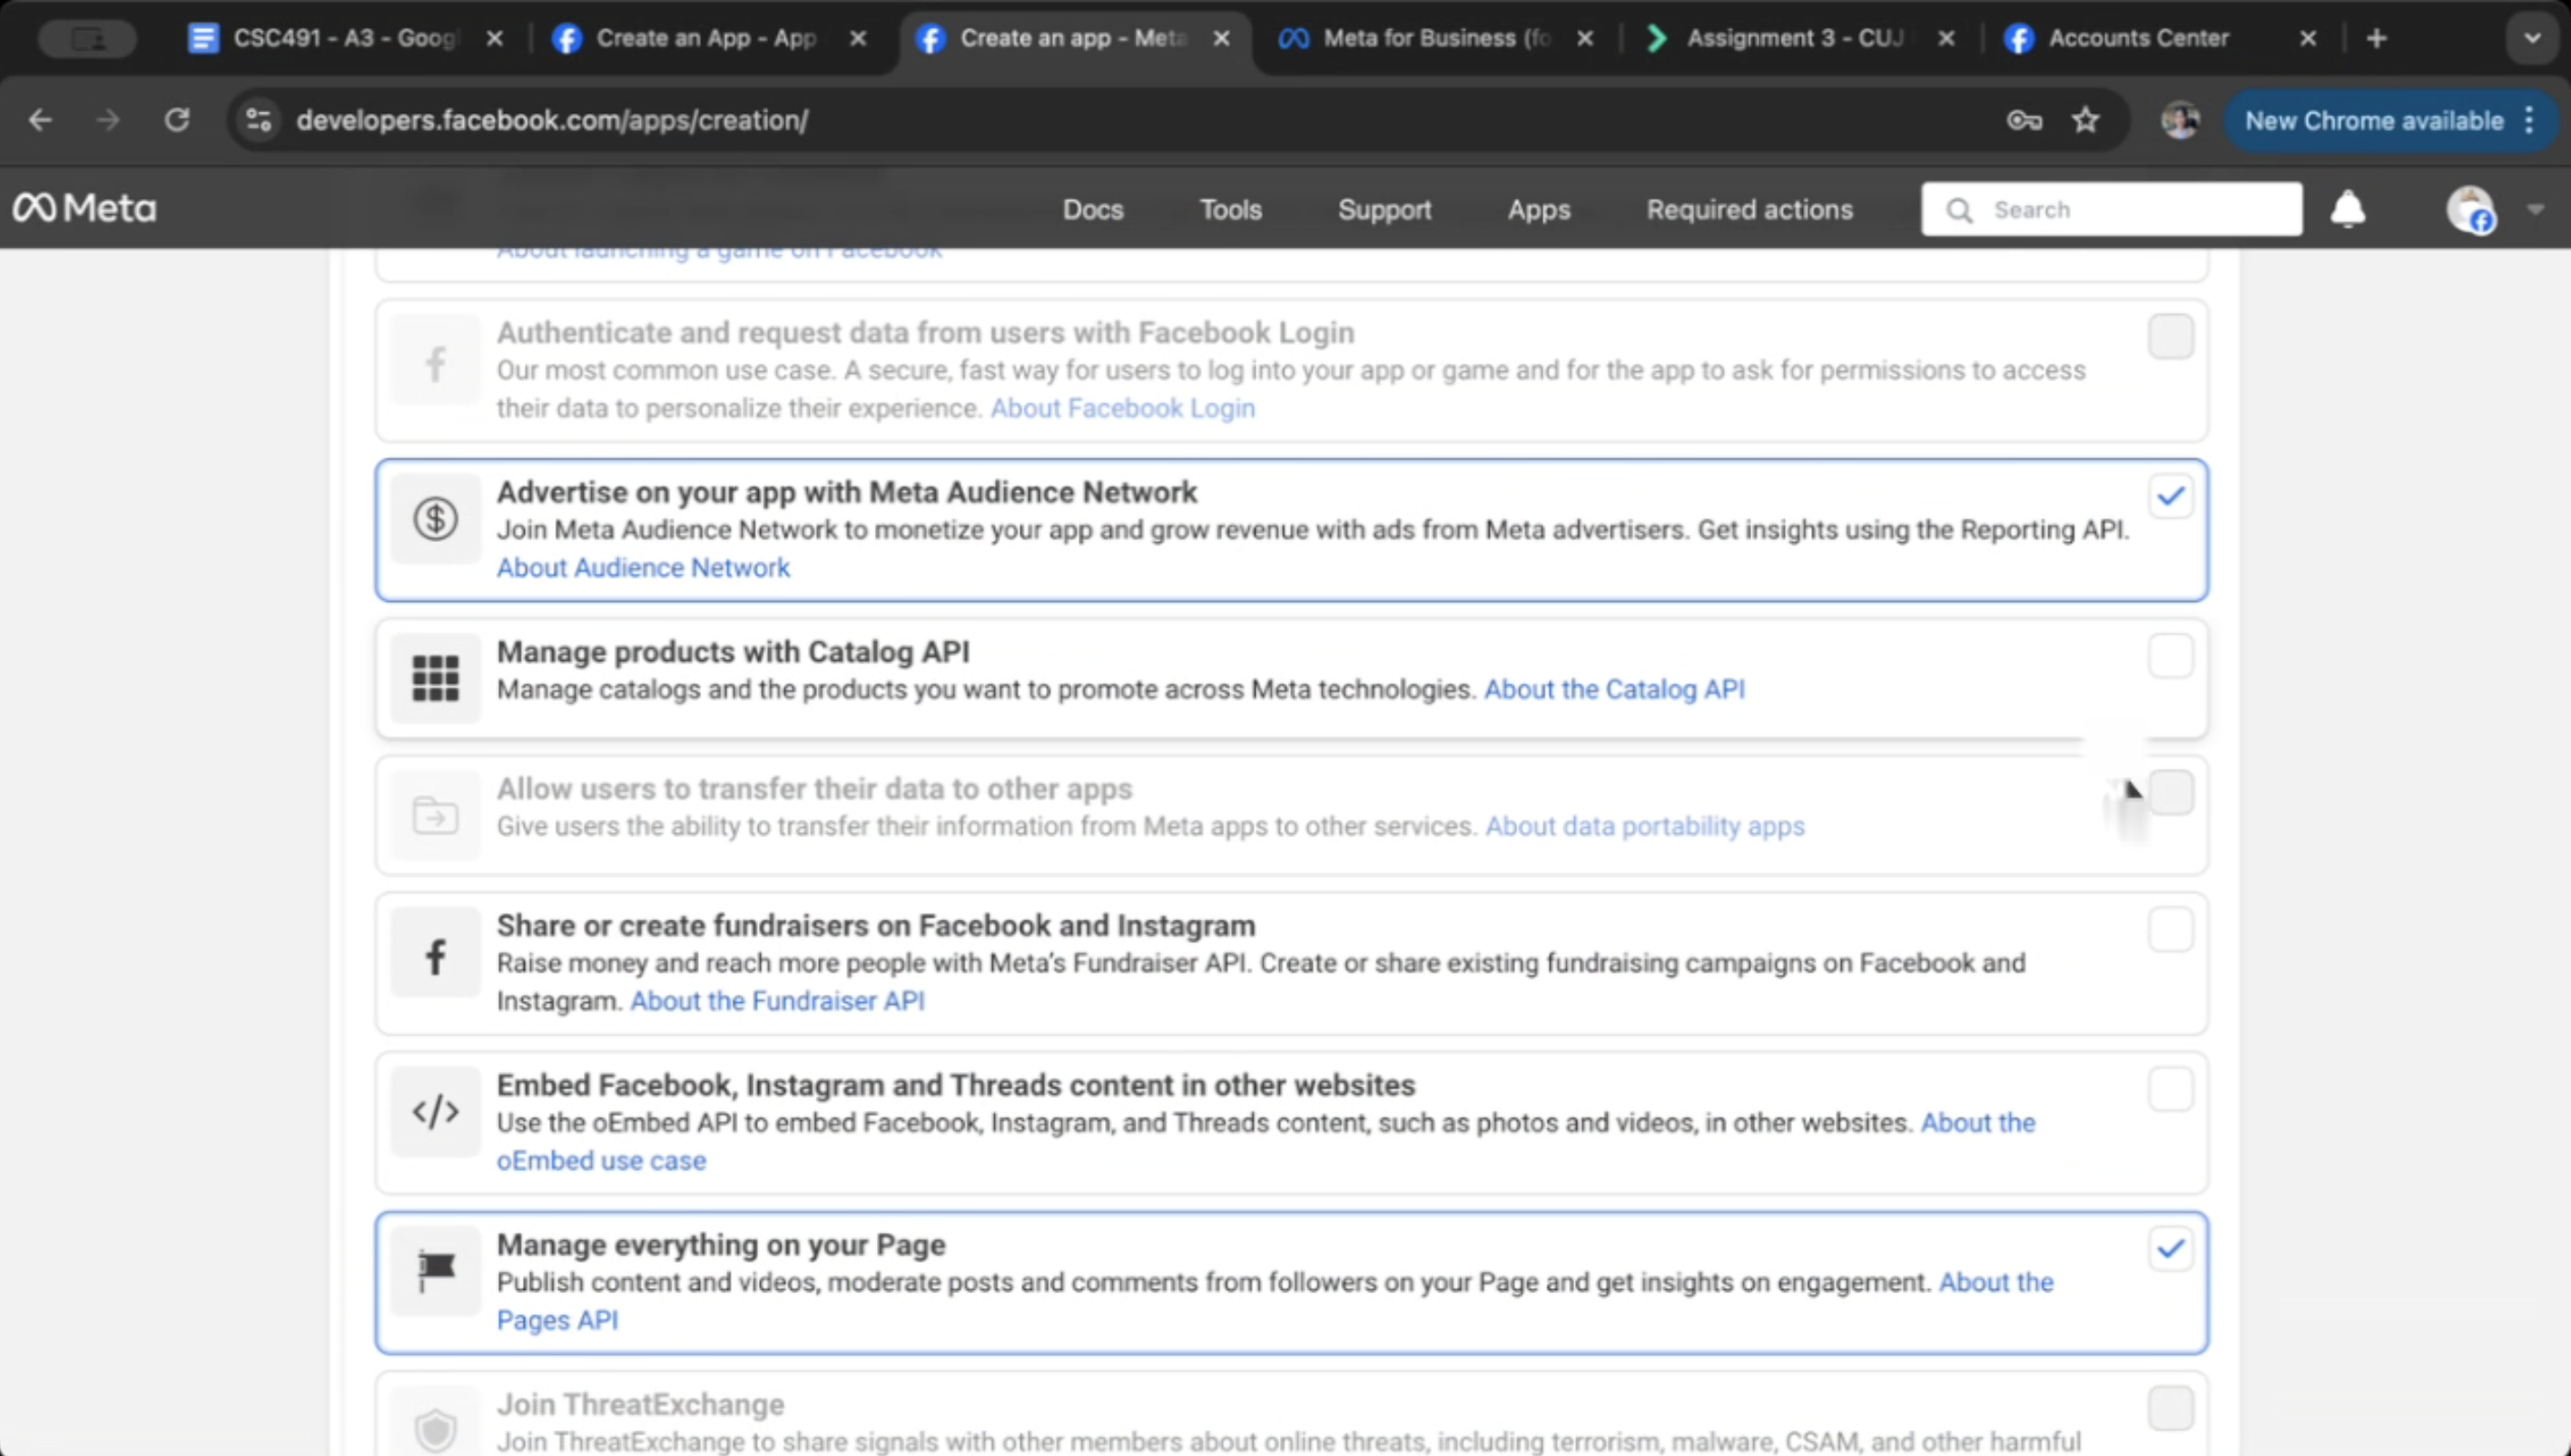 CSC491 - A3 - Goog
Create an App - App
Create an app - Meta
Meta for Business (fo
Assignment 3 - CUJ
Accounts Center
developers.facebook.com/apps/creation/
New Chrome available
Meta
Docs
Tools
Support
Apps
Required actions
Search
About launching a game on Facebook
Authenticate and request data from users with Facebook Login
Our most common use case. A secure, fast way for users to log into your app or game and for the app to ask for permissions to access
their data to personalize their experience. About Facebook Login
Advertise on your app with Meta Audience Network
Join Meta Audience Network to monetize your app and grow revenue with ads from Meta advertisers. Get insights using the Reporting API.
About Audience Network
Manage products with Catalog API
Manage catalogs and the products you want to promote across Meta technologies. About the Catalog API
Allow users to transfer their data to other apps
Give users the ability to transfer their information from Meta apps to other services. About data portability apps
Share or create fundraisers on Facebook and Instagram
Raise money and reach more people with Meta's Fundraiser API. Create or share existing fundraising campaigns on Facebook and
Instagram. About the Fundraiser API
Embed Facebook, Instagram and Threads content in other websites
Use the oEmbed API to embed Facebook, Instagram, and Threads content, such as photos and videos, in other websites. About the
oEmbed use case
Manage everything on your Page
Publish content and videos, moderate posts and comments from followers on your Page and get insights on engagement. About the
Pages API
Join ThreatExchange
Join ThreatExchange to share signals with other members about online threats, including terrorism, malware, CSAM, and other harmful